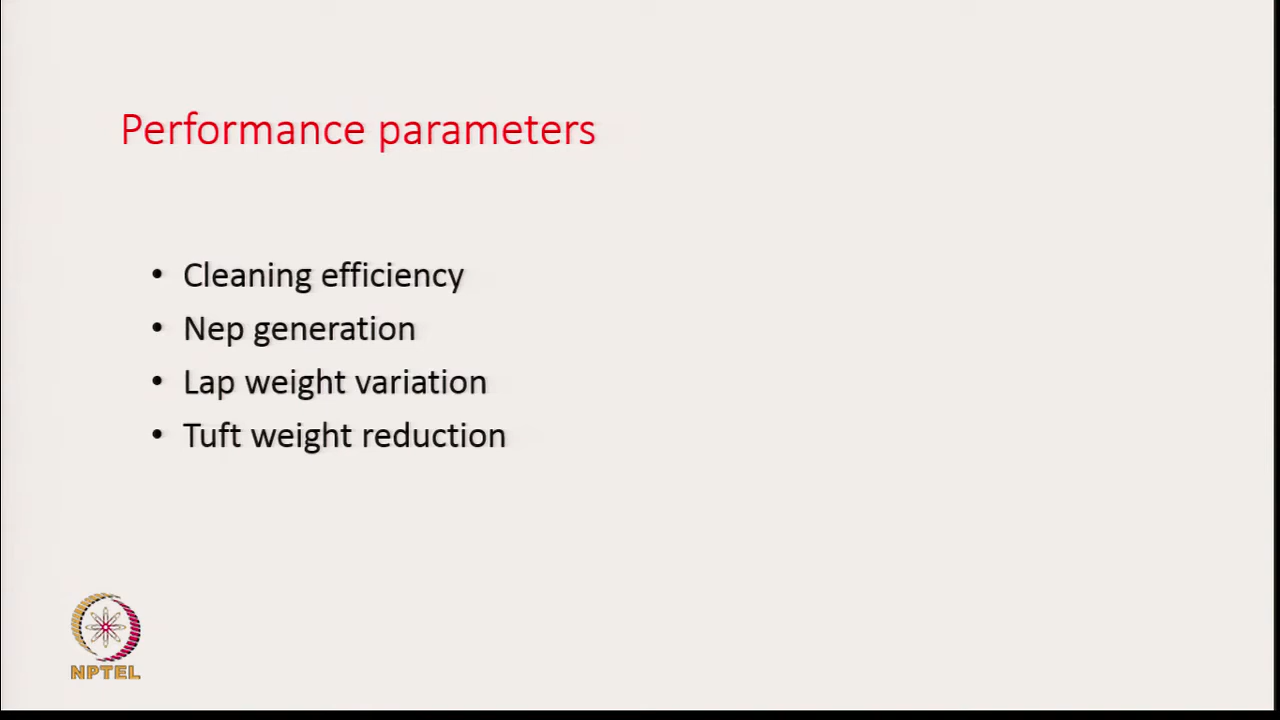 Performance parameters
• Cleaning efficiency
• Nep generation
• Lap weight variation
• Tuft weight reduction
NPTEL